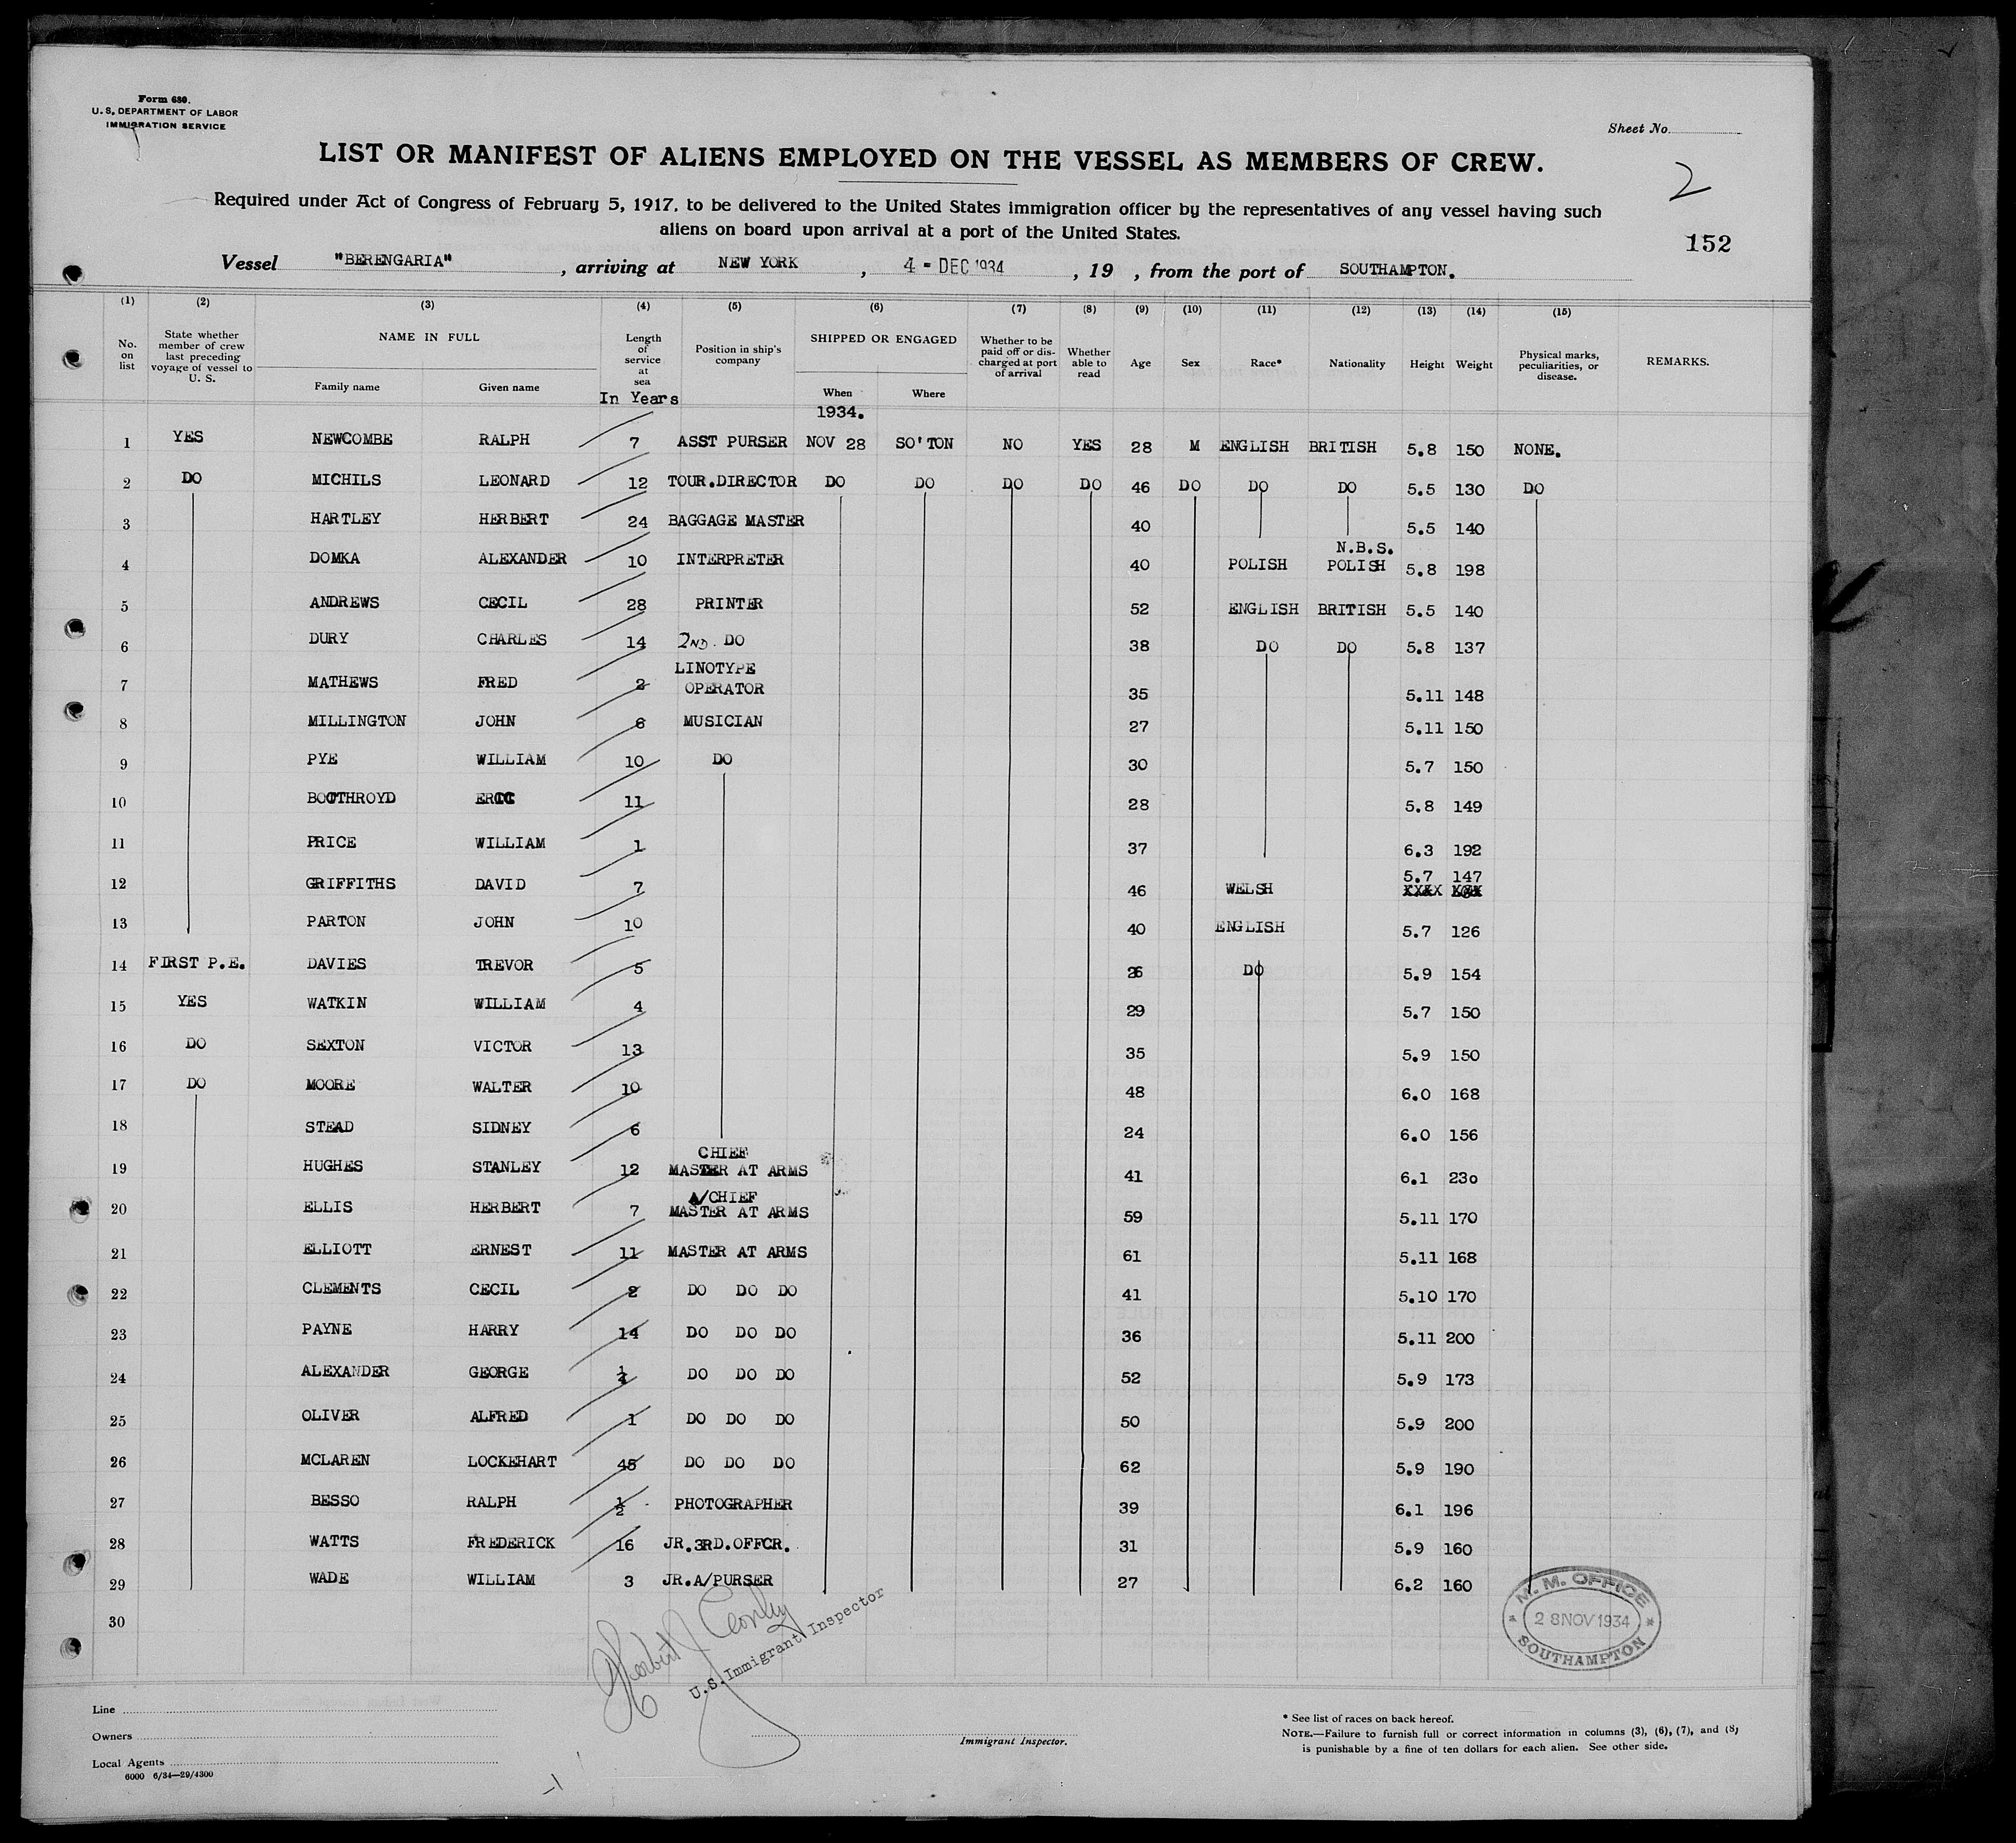 Form 680.
U. S. DEPARTMENT OF LABOR
IMMIGRATION SERVICE
Sheet No.
LIST OR MANIFEST OF ALIENS EMPLOYED ON THE VESSEL AS MEMBERS OF CREW.
2
Required under Act of Congress of February 5, 1917, to be delivered to the United States immigration officer by the representatives of any vessel having such
aliens on board upon arrival at a port of the United States.
152
Vessel "BERENGARIA" , arriving at NEW YORK , 4 - DEC 1934 , 19 , from the port of SOUTHAMPTON.
(1) (2) (3) (4) (5) (6) (7) (8) (9) (10) (11) (12) (13) (14) (15)
No. on list
State whether member of crew last preceding voyage of vessel to U. S.
NAME IN FULL
Family name Given name
Length of service at sea
In Years
Position in ship's company
SHIPPED OR ENGAGED
When Where
1934.
Whether to be paid off or discharged at port of arrival
Whether able to read
Age Sex Race* Nationality Height Weight
Physical marks, peculiarities, or disease.
REMARKS.
1 YES NEWCOMBE RALPH 7 ASST PURSER NOV 28 SO'TON NO YES 28 M ENGLISH BRITISH 5.8 150 NONE.
2 DO MICHILS LEONARD 12 TOUR.DIRECTOR DO DO DO DO 46 DO DO DO 5.5 130 DO
3 HARTLEY HERBERT 24 BAGGAGE MASTER 40 5.5 140
N.B.S.
4 DOMKA ALEXANDER 10 INTERPRETER 40 POLISH POLISH 5.8 198
5 ANDREWS CECIL 28 PRINTER 52 ENGLISH BRITISH 5.5 140
6 DURY CHARLES 14 2ND. DO 38 DO DO 5.8 137
7 MATHEWS FRED 2 LINOTYPE OPERATOR 35 5.11 148
8 MILLINGTON JOHN 6 MUSICIAN 27 5.11 150
9 PYE WILLIAM 10 DO 30 5.7 150
10 BOOTHROYD ERIC 11 28 5.8 149
11 PRICE WILLIAM 1 37 6.3 192
12 GRIFFITHS DAVID 7 46 WELSH 5.7 147
13 PARTON JOHN 10 40 ENGLISH 5.7 126
14 FIRST P.E. DAVIES TREVOR 5 26 DO 5.9 154
15 YES WATKIN WILLIAM 4 29 5.7 150
16 DO SEXTON VICTOR 13 35 5.9 150
17 DO MOORE WALTER 10 48 6.0 168
18 STEAD SIDNEY 6 24 6.0 156
19 HUGHES STANLEY 12 CHIEF MASTER AT ARMS 41 6.1 230
20 ELLIS HERBERT 7 A/CHIEF MASTER AT ARMS 59 5.11 170
21 ELLIOTT ERNEST 11 MASTER AT ARMS 61 5.11 168
22 CLEMENTS CECIL 2 DO DO DO 41 5.10 170
23 PAYNE HARRY 14 DO DO DO 36 5.11 200
24 ALEXANDER GEORGE 1/4 DO DO DO 52 5.9 173
25 OLIVER ALFRED 1 DO DO DO 50 5.9 200
26 MCLAREN LOCKEHART 45 DO DO DO 62 5.9 190
27 BESSO RALPH 1/2 PHOTOGRAPHER 39 6.1 196
28 WATTS FREDERICK 16 JR.3RD.OFFCR. 31 5.9 160
29 WADE WILLIAM 3 JR.A/PURSER 27 6.2 160
30
M. M. OFFICE
28 NOV 1934
SOUTHAMPTON
U.S. Immigrant Inspector
Line
Owners
Local Agents
6000 6/34—29/4300
Immigrant Inspector.
* See list of races on back hereof.
NOTE.—Failure to furnish full or correct information in columns (3), (6), (7), and (8)
is punishable by a fine of ten dollars for each alien. See other side.